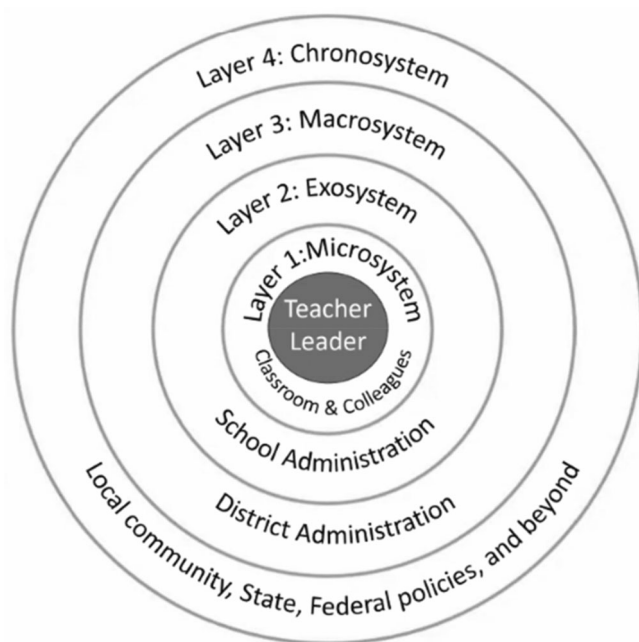 Layer 4: Chronosystem
Layer 3: Macrosystem
Layer 2: Exosystem
Layer 1:Microsystem
Teacher
Leader
Classroom & Colleagues
School Administration
District Administration
Local community, State, Federal policies, and beyond